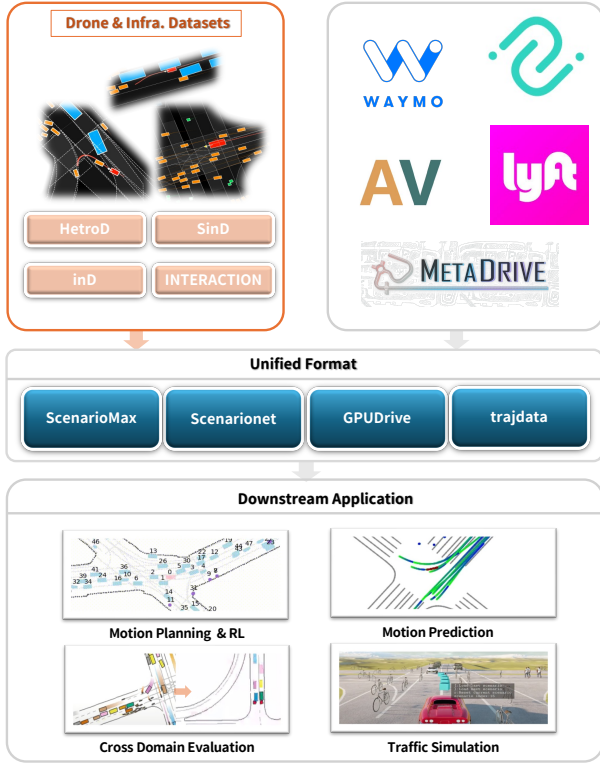 Drone & Infra. Datasets
HetroD
SinD
inD
INTERACTION
WAYMO
AV
lyft
METADRIVE
Unified Format
ScenarioMax
Scenarionet
GPUDrive
trajdata
Downstream Application
Motion Planning & RL
Motion Prediction
Cross Domain Evaluation
Traffic Simulation